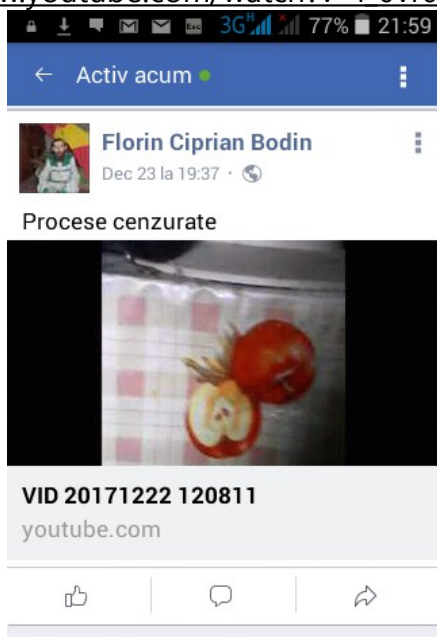 3G H 77% 21:59
← Activ acum
Florin Ciprian Bodin
Dec 23 la 19:37 ·
Procese cenzurate
VID 20171222 120811
youtube.com